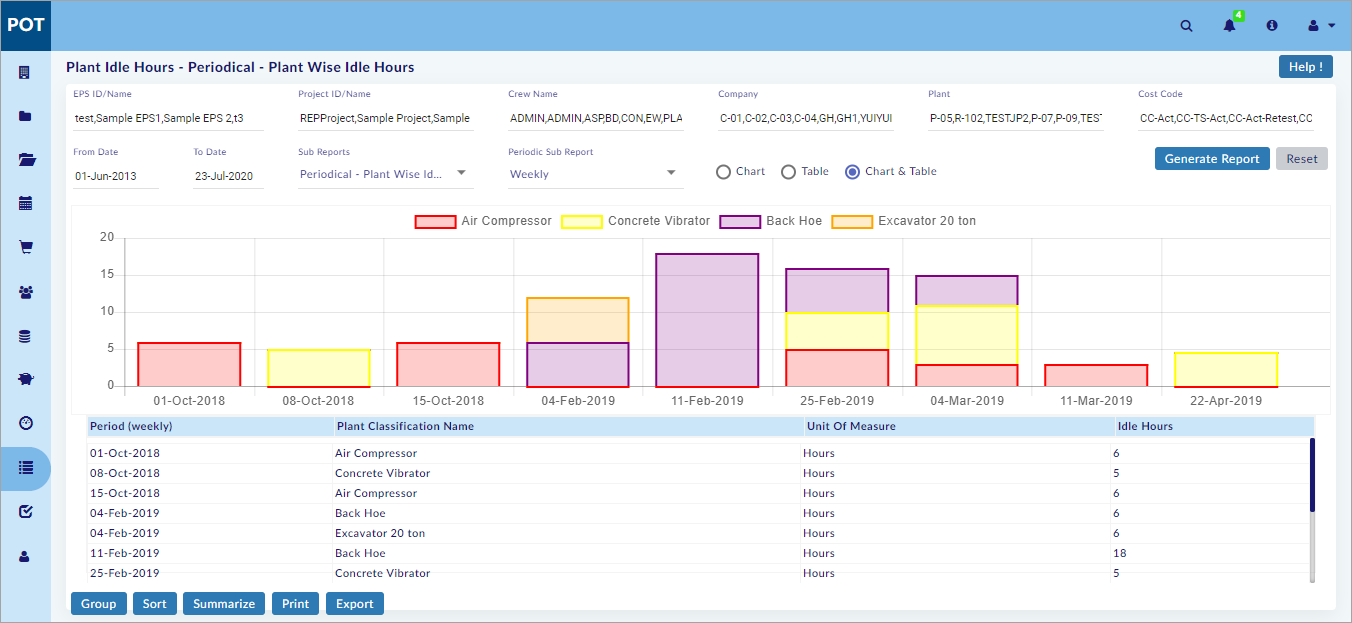 POT
4
Plant Idle Hours - Periodical - Plant Wise Idle Hours
Help !
EPS ID/Name
Project ID/Name
Crew Name
Company
Plant
Cost Code
test,Sample EPS1,Sample EPS 2,t3
REPProject,Sample Project,Sample
ADMIN,ADMIN,ASP,BD,CON,EW,PLA
C-01,C-02,C-03,C-04,GH,GH1,YUIYUI
P-05,R-102,TESTJP2,P-07,P-09,TES
CC-Act,CC-TS-Act,CC-Act-Retest,CC
From Date
To Date
Sub Reports
Periodic Sub Report
01-Jun-2013
23-Jul-2020
Periodical - Plant Wise Id...
Weekly
Chart
Table
Chart & Table
Generate Report
Reset
Air Compressor
Concrete Vibrator
Back Hoe
Excavator 20 ton
20
15
10
5
0
01-Oct-2018
08-Oct-2018
15-Oct-2018
04-Feb-2019
11-Feb-2019
25-Feb-2019
04-Mar-2019
11-Mar-2019
22-Apr-2019
Period (weekly) Plant Classification Name Unit Of Measure Idle Hours
01-Oct-2018 Air Compressor Hours 6
08-Oct-2018 Concrete Vibrator Hours 5
15-Oct-2018 Air Compressor Hours 6
04-Feb-2019 Back Hoe Hours 6
04-Feb-2019 Excavator 20 ton Hours 6
11-Feb-2019 Back Hoe Hours 18
25-Feb-2019 Concrete Vibrator Hours 5
Group
Sort
Summarize
Print
Export